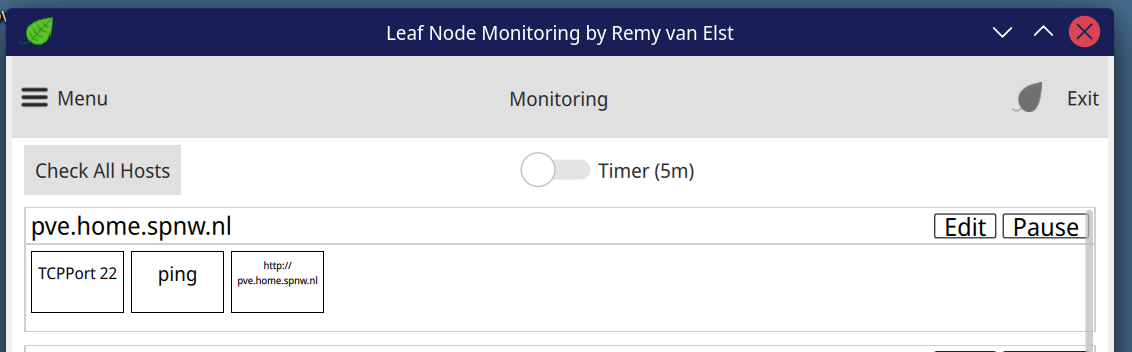 Leaf Node Monitoring by Remy van Elst
Menu
Monitoring
Exit
Check All Hosts
Timer (5m)
pve.home.spnw.nl
Edit
Pause
TCPPort 22
ping
http://
pve.home.spnw.nl